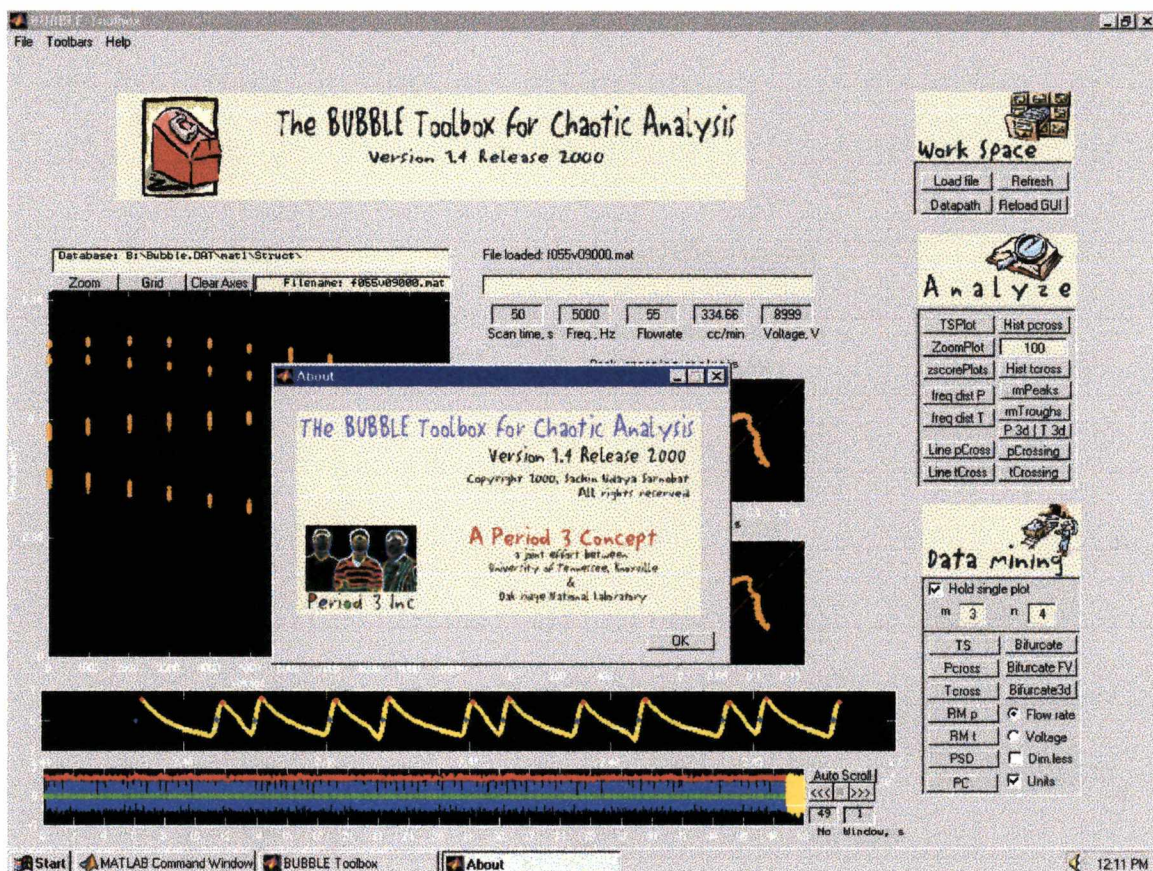 BUBBLE Toolbox
File Toolbars Help
The BUBBLE Toolbox for Chaotic Analysis
Version 1.4 Release 2000
Work Space
Load file Refresh
Datapath Reload GUI
Database: B:\Bubble.DAT\mat1\Struct\
File loaded: f055v09000.mat
Zoom Grid Clear Axes Filename: f055v09000.mat
50 5000 55 334.66 8999
Scan time, s Freq., Hz Flowrate cc/min Voltage, V
Analyze
TSPlot Hist pcross
ZoomPlot 100
zscorePlots Hist tcross
freq dist P rmPeaks
freq dist T rmTroughs
P 3d | T 3d
Line pCross pCrossing
Line tCross tCrossing
About
THe BUBBLE Toolbox for Chaotic Analysis
Version 1.4 Release 2000
Copyright 2000, Sachin Udaya Sarnobat
All rights reserved
A Period 3 Concept
a joint effort between
University of Tennessee, Knoxville
&
Oak ridge National Laboratory
Period 3 Inc
OK
Data mining
Hold single plot
m 3 n 4
TS Bifurcate
Pcross Bifurcate FV
Tcross Bifurcate3d
RM p Flow rate
RM t Voltage
PSD Dim.less
PC Units
Auto Scroll
<<< = >>>
49 1
No Window, s
Start MATLAB Command Window BUBBLE Toolbox About 12:11 PM